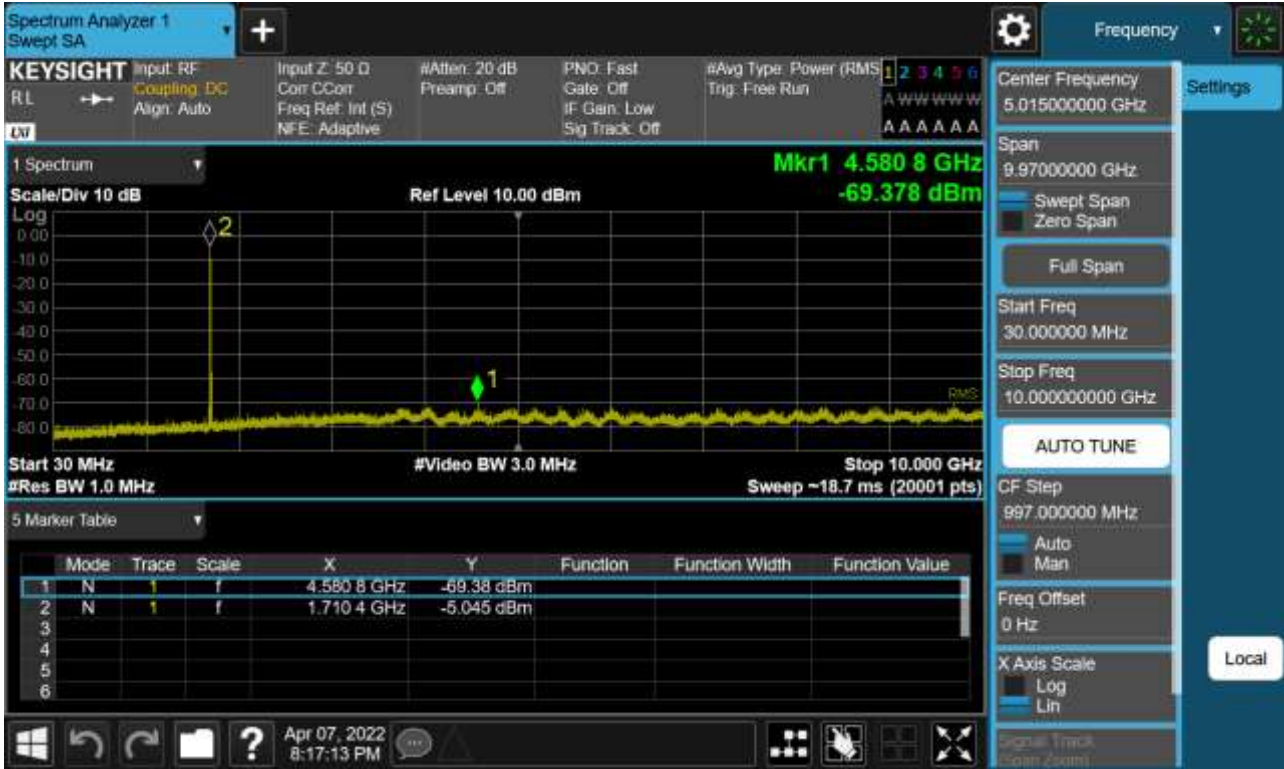 Spectrum Analyzer 1
Swept SA
+
Frequency
KEYSIGHT
RL
LXI
Input: RF
Coupling: DC
Align: Auto
Input Z: 50 Ω
Corr CCorr
Freq Ref: Int (S)
NFE: Adaptive
#Atten: 20 dB
Preamp: Off
PNO: Fast
Gate: Off
IF Gain: Low
Sig Track: Off
#Avg Type: Power (RMS
Trig: Free Run
1 2 3 4 5 6
A W W W W W
A A A A A A
1 Spectrum
Scale/Div 10 dB
Ref Level 10.00 dBm
Mkr1 4.580 8 GHz
-69.378 dBm
Log
0.00
-10.0
-20.0
-30.0
-40.0
-50.0
-60.0
-70.0
-80.0
2
1
RMS
Start 30 MHz
#Video BW 3.0 MHz
Stop 10.000 GHz
#Res BW 1.0 MHz
Sweep ~18.7 ms (20001 pts)
5 Marker Table
Mode Trace Scale X Y Function Function Width Function Value
1 N 1 f 4.580 8 GHz -69.38 dBm
2 N 1 f 1.710 4 GHz -5.045 dBm
3
4
5
6
?
Apr 07, 2022
8:17:13 PM
Center Frequency
5.015000000 GHz
Span
9.97000000 GHz
Swept Span
Zero Span
Full Span
Start Freq
30.000000 MHz
Stop Freq
10.000000000 GHz
AUTO TUNE
CF Step
997.000000 MHz
Auto
Man
Freq Offset
0 Hz
X Axis Scale
Log
Lin
Signal Track
(Span Zoom)
Settings
Local